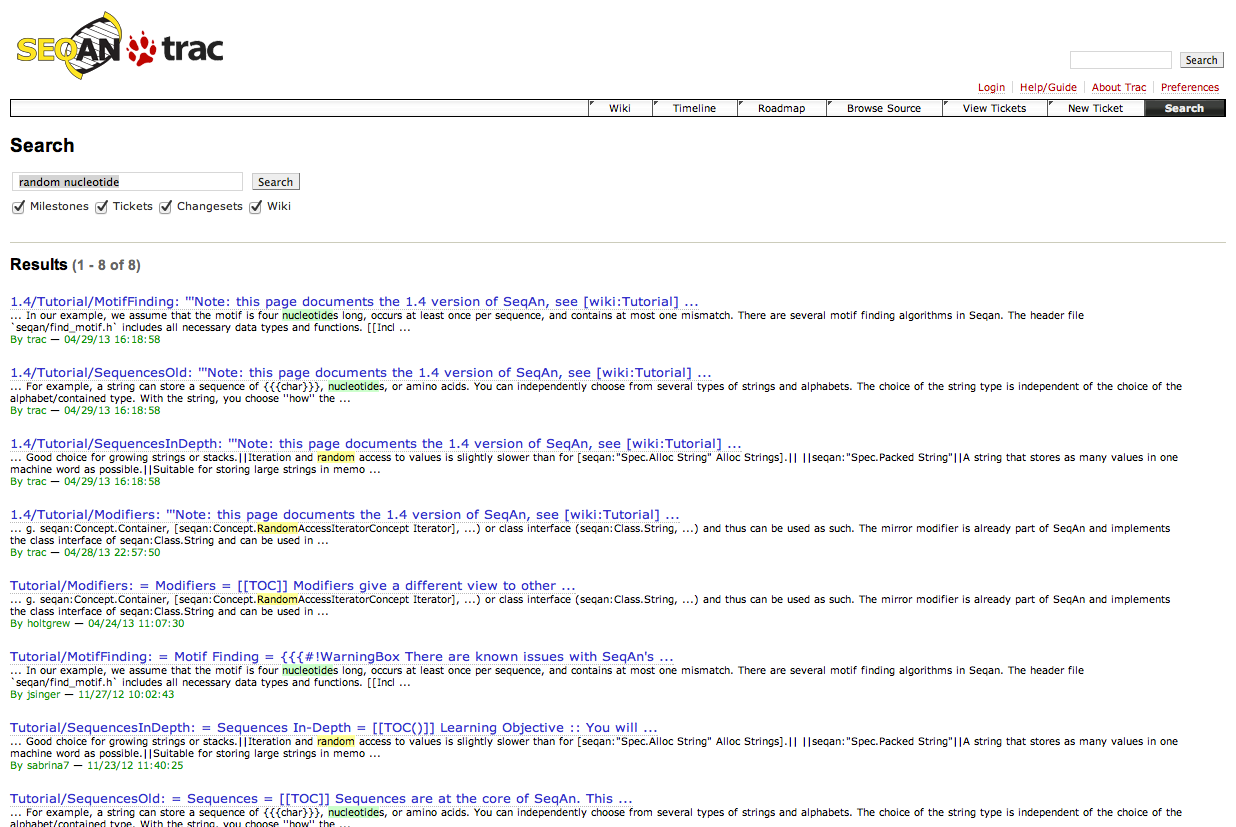 SEQAN trac
Search
Login Help/Guide About Trac Preferences
Wiki Timeline Roadmap Browse Source View Tickets New Ticket Search
Search
random nucleotide Search
Milestones Tickets Changesets Wiki
Results (1 - 8 of 8)
1.4/Tutorial/MotifFinding: '''Note: this page documents the 1.4 version of SeqAn, see [wiki:Tutorial] ...
... In our example, we assume that the motif is four nucleotides long, occurs at least once per sequence, and contains at most one mismatch. There are several motif finding algorithms in Seqan. The header file
`seqan/find_motif.h` includes all necessary data types and functions. [[Incl ...
By trac — 04/29/13 16:18:58
1.4/Tutorial/SequencesOld: '''Note: this page documents the 1.4 version of SeqAn, see [wiki:Tutorial] ...
... For example, a string can store a sequence of {{{char}}}, nucleotides, or amino acids. You can independently choose from several types of strings and alphabets. The choice of the string type is independent of the choice of the
alphabet/contained type. With the string, you choose ''how'' the ...
By trac — 04/29/13 16:18:58
1.4/Tutorial/SequencesInDepth: '''Note: this page documents the 1.4 version of SeqAn, see [wiki:Tutorial] ...
... Good choice for growing strings or stacks.||Iteration and random access to values is slightly slower than for [seqan:"Spec.Alloc String" Alloc Strings].|| ||seqan:"Spec.Packed String"||A string that stores as many values in one
machine word as possible.||Suitable for storing large strings in memo ...
By trac — 04/29/13 16:18:58
1.4/Tutorial/Modifiers: '''Note: this page documents the 1.4 version of SeqAn, see [wiki:Tutorial] ...
... g. seqan:Concept.Container, [seqan:Concept.RandomAccessIteratorConcept Iterator], ...) or class interface (seqan:Class.String, ...) and thus can be used as such. The mirror modifier is already part of SeqAn and implements
the class interface of seqan:Class.String and can be used in ...
By trac — 04/28/13 22:57:50
Tutorial/Modifiers: = Modifiers = [[TOC]] Modifiers give a different view to other ...
... g. seqan:Concept.Container, [seqan:Concept.RandomAccessIteratorConcept Iterator], ...) or class interface (seqan:Class.String, ...) and thus can be used as such. The mirror modifier is already part of SeqAn and implements
the class interface of seqan:Class.String and can be used in ...
By holtgrew — 04/24/13 11:07:30
Tutorial/MotifFinding: = Motif Finding = {{{#!WarningBox There are known issues with SeqAn's ...
... In our example, we assume that the motif is four nucleotides long, occurs at least once per sequence, and contains at most one mismatch. There are several motif finding algorithms in Seqan. The header file
`seqan/find_motif.h` includes all necessary data types and functions. [[Incl ...
By jsinger — 11/27/12 10:02:43
Tutorial/SequencesInDepth: = Sequences In-Depth = [[TOC()]] Learning Objective :: You will ...
... Good choice for growing strings or stacks.||Iteration and random access to values is slightly slower than for [seqan:"Spec.Alloc String" Alloc Strings].|| ||seqan:"Spec.Packed String"||A string that stores as many values in one
machine word as possible.||Suitable for storing large strings in memo ...
By sabrina7 — 11/23/12 11:40:25
Tutorial/SequencesOld: = Sequences = [[TOC]] Sequences are at the core of SeqAn. This ...
... For example, a string can store a sequence of {{{char}}}, nucleotides, or amino acids. You can independently choose from several types of strings and alphabets. The choice of the string type is independent of the choice of the
alphabet/contained type. With the string, you choose ''how'' the ...